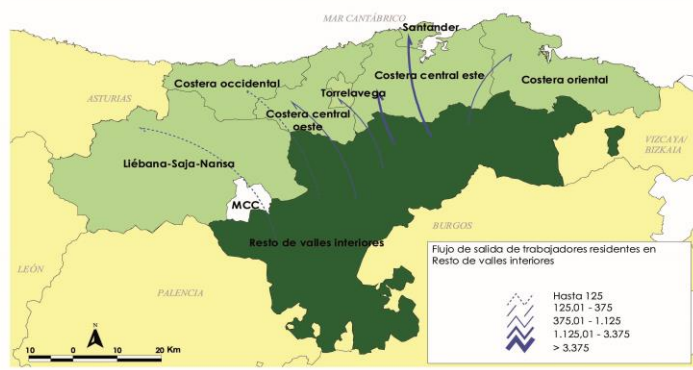 MAR CANTÁBRICO
Santander
Costera occidental
Costera central este
Torrelavega
Costera oriental
ASTURIAS
Costera central
oeste
VIZCAYA/
BIZKAIA
Liébana-Saja-Nansa
MCC
BURGOS
Resto de valles interiores
LEÓN
PALENCIA
Flujo de salida de trabajadores residentes en
Resto de valles interiores
Hasta 125
125,01 - 375
375,01 - 1.125
1.125,01 - 3.375
> 3.375
N
10 0 10 20 Km